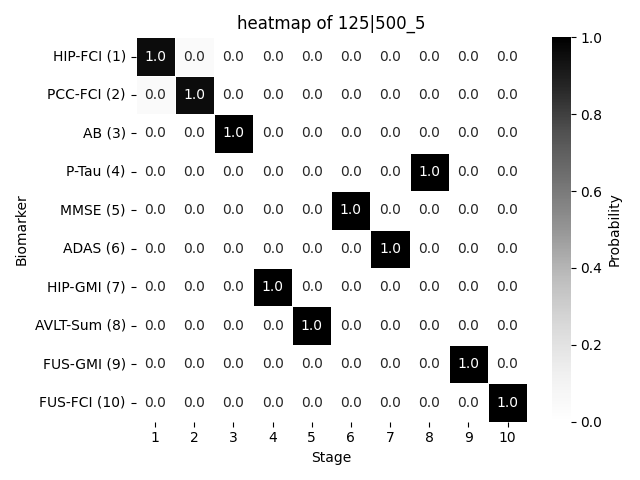 heatmap of 125|500_5
HIP-FCI (1) 1.0 0.0 0.0 0.0 0.0 0.0 0.0 0.0 0.0 0.0
PCC-FCI (2) 0.0 1.0 0.0 0.0 0.0 0.0 0.0 0.0 0.0 0.0
AB (3) 0.0 0.0 1.0 0.0 0.0 0.0 0.0 0.0 0.0 0.0
P-Tau (4) 0.0 0.0 0.0 0.0 0.0 0.0 0.0 1.0 0.0 0.0
MMSE (5) 0.0 0.0 0.0 0.0 0.0 1.0 0.0 0.0 0.0 0.0
ADAS (6) 0.0 0.0 0.0 0.0 0.0 0.0 1.0 0.0 0.0 0.0
HIP-GMI (7) 0.0 0.0 0.0 1.0 0.0 0.0 0.0 0.0 0.0 0.0
AVLT-Sum (8) 0.0 0.0 0.0 0.0 1.0 0.0 0.0 0.0 0.0 0.0
FUS-GMI (9) 0.0 0.0 0.0 0.0 0.0 0.0 0.0 0.0 1.0 0.0
FUS-FCI (10) 0.0 0.0 0.0 0.0 0.0 0.0 0.0 0.0 0.0 1.0
1 2 3 4 5 6 7 8 9 10
Stage
Biomarker
1.0
0.8
0.6
0.4
0.2
0.0
Probability